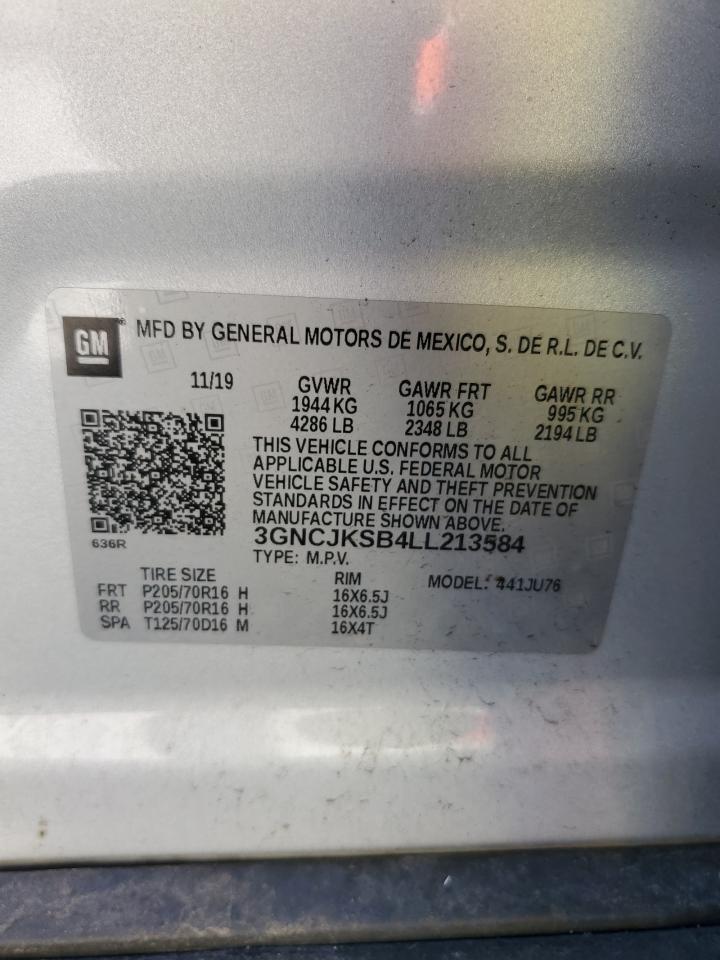 GM
MFD BY GENERAL MOTORS DE MEXICO, S. DE R.L. DE C.V.
11/19
GVWR
1944 KG
4286 LB
GAWR FRT
1065 KG
2348 LB
GAWR RR
995 KG
2194 LB
THIS VEHICLE CONFORMS TO ALL
APPLICABLE U.S. FEDERAL MOTOR
VEHICLE SAFETY AND THEFT PREVENTION
STANDARDS IN EFFECT ON THE DATE OF
MANUFACTURE SHOWN ABOVE.
636R
3GNCJKSB4LL213584
TYPE: M.P.V.
MODEL: 441JU76
TIRE SIZE RIM
FRT P205/70R16 H 16X6.5J
RR P205/70R16 H 16X6.5J
SPA T125/70D16 M 16X4T